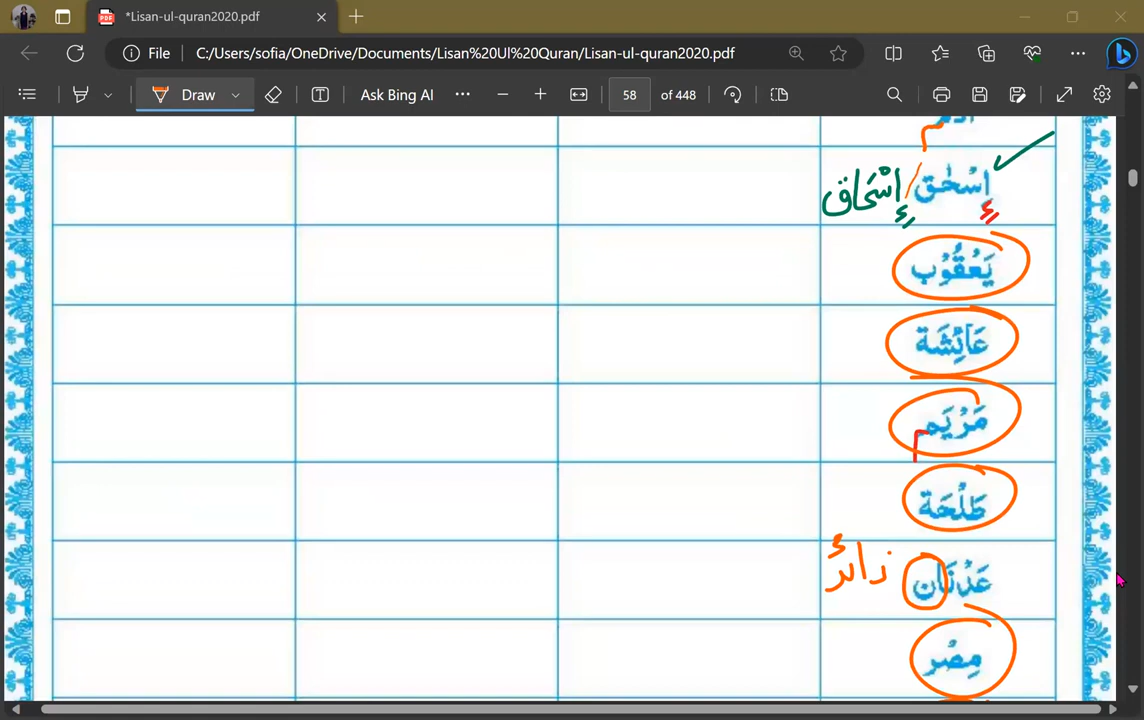 *Lisan-ul-quran2020.pdf
File C:/Users/sofia/OneDrive/Documents/Lisan%20Ul%20Quran/Lisan-ul-quran2020.pdf
Draw Ask Bing AI 58 of 448
اِسْحٰق / إِسْحَاق
يَعْقُوْب
عَائِشَة
مَرْيَم
طَلْحَة
عَدْنَان زائد
مِصْر